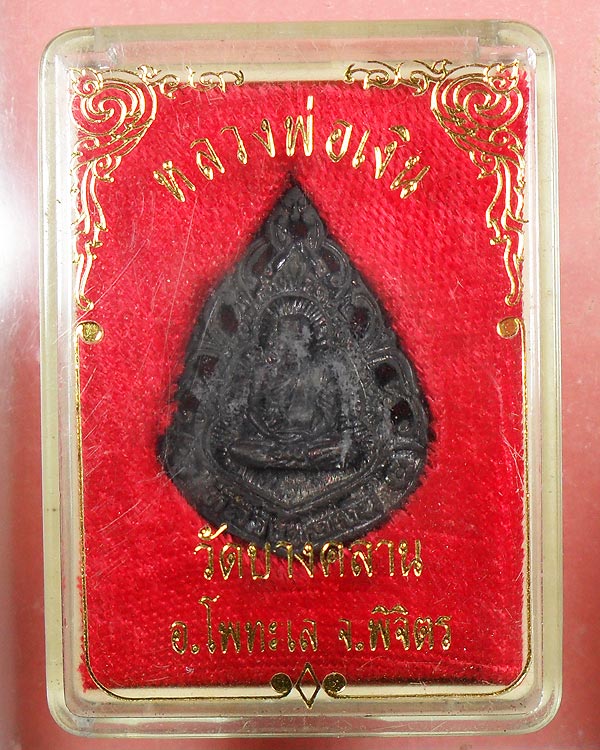 หลวงพ่อเงิน
วัดบางคลาน
อ.โพทะเล จ.พิจิตร